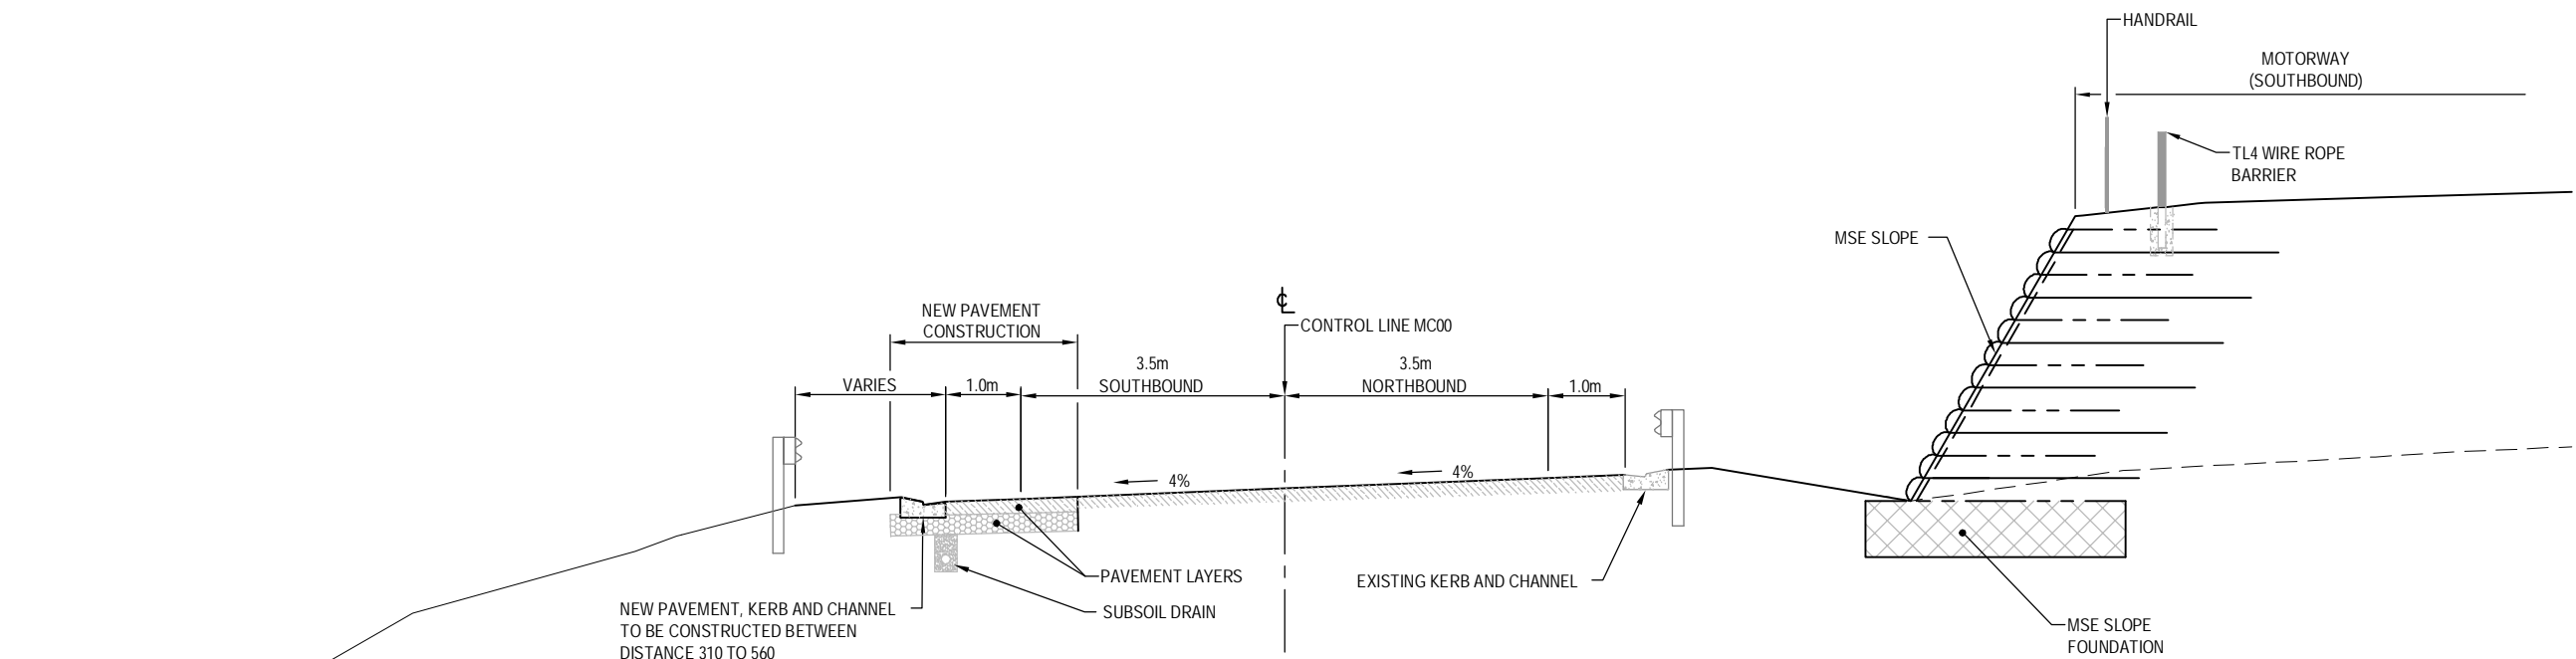 HANDRAIL
MOTORWAY
(SOUTHBOUND)
TL4 WIRE ROPE
BARRIER
MSE SLOPE
NEW PAVEMENT
CONSTRUCTION
℄
CONTROL LINE MC00
3.5m
SOUTHBOUND
3.5m
NORTHBOUND
VARIES
1.0m
1.0m
4%
4%
PAVEMENT LAYERS
EXISTING KERB AND CHANNEL
SUBSOIL DRAIN
NEW PAVEMENT, KERB AND CHANNEL
TO BE CONSTRUCTED BETWEEN
DISTANCE 310 TO 560
MSE SLOPE
FOUNDATION